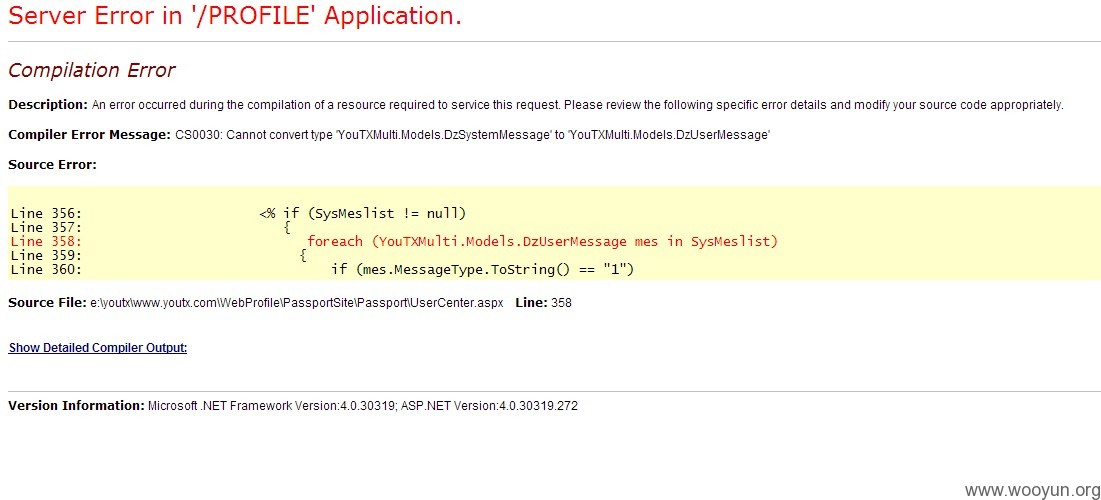 Server Error in '/PROFILE' Application.
Compilation Error
Description: An error occurred during the compilation of a resource required to service this request. Please review the following specific error details and modify your source code appropriately.
Compiler Error Message: CS0030: Cannot convert type 'YouTXMulti.Models.DzSystemMessage' to 'YouTXMulti.Models.DzUserMessage'
Source Error:
Line 356: <% if (SysMeslist != null)
Line 357: {
Line 358: foreach (YouTXMulti.Models.DzUserMessage mes in SysMeslist)
Line 359: {
Line 360: if (mes.MessageType.ToString() == "1")
Source File: e:\youtx\www.youtx.com\WebProfile\PassportSite\Passport\UserCenter.aspx Line: 358
Show Detailed Compiler Output:
Version Information: Microsoft .NET Framework Version:4.0.30319; ASP.NET Version:4.0.30319.272
www.wooyun.org